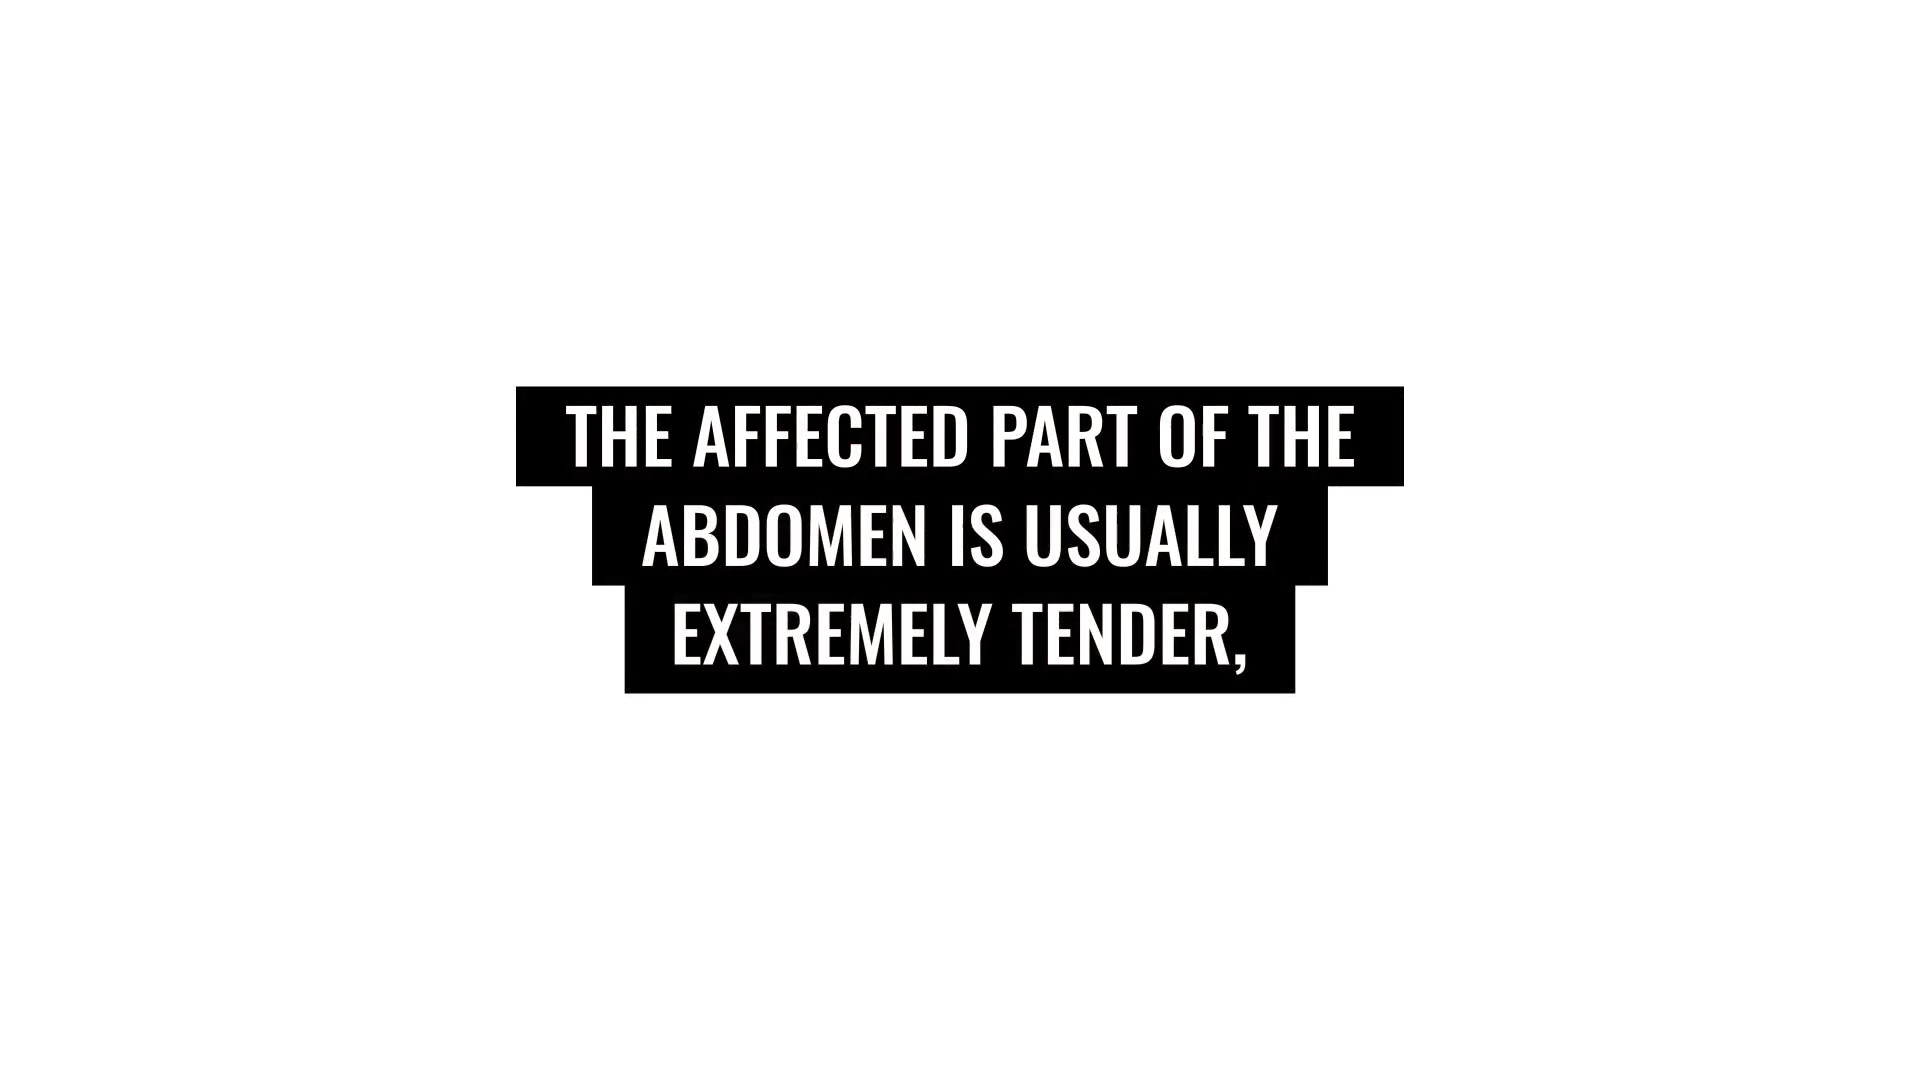 THE AFFECTED PART OF THE
ABDOMEN IS USUALLY
EXTREMELY TENDER,